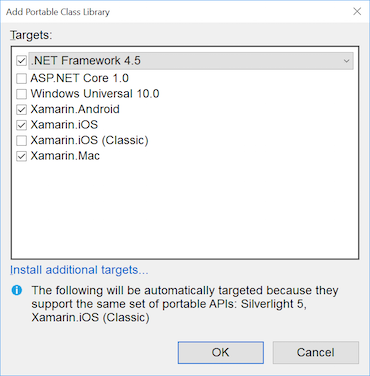 Add Portable Class Library
Targets:
.NET Framework 4.5
ASP.NET Core 1.0
Windows Universal 10.0
Xamarin.Android
Xamarin.iOS
Xamarin.iOS (Classic)
Xamarin.Mac
Install additional targets...
The following will be automatically targeted because they
support the same set of portable APIs: Silverlight 5,
Xamarin.iOS (Classic)
OK
Cancel